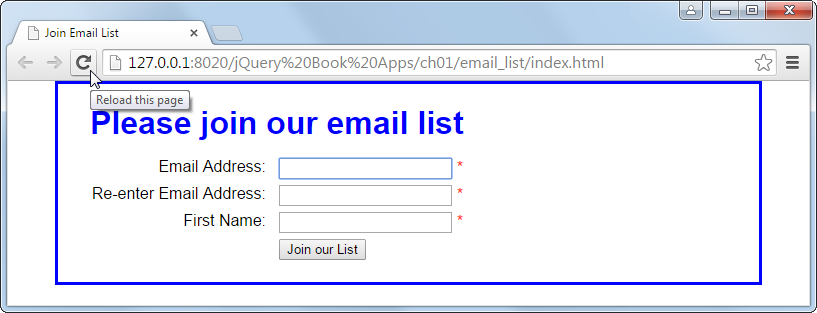 Join Email List
127.0.0.1:8020/jQuery%20Book%20Apps/ch01/email_list/index.html
Reload this page
Please join our email list
Email Address: *
Re-enter Email Address: *
First Name: *
Join our List